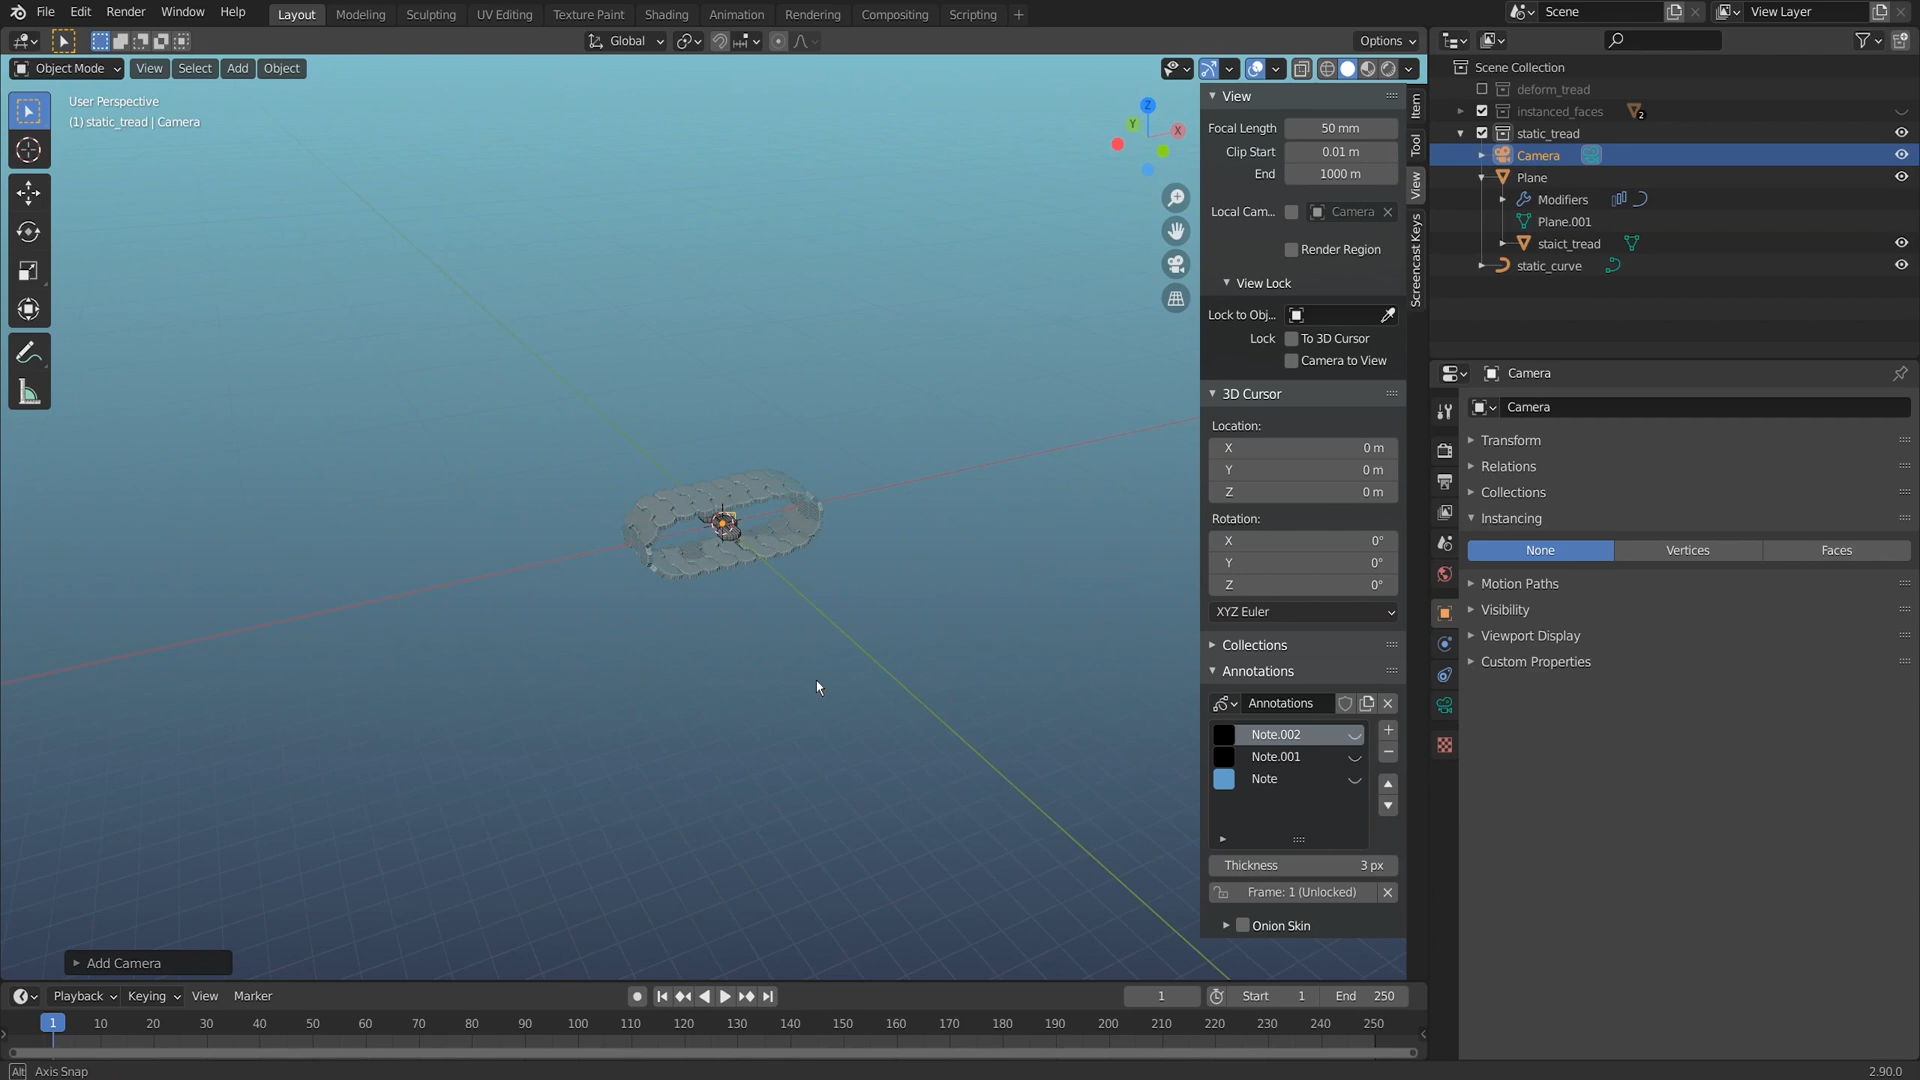 File Edit Render Window Help Layout Modeling Sculpting UV Editing Texture Paint Shading Animation Rendering Compositing Scripting + Scene View Layer
Global Options
Object Mode View Select Add Object
User Perspective
(1) static_tread | Camera
Z
Y
X
View
Focal Length 50 mm
Clip Start 0.01 m
End 1000 m
Local Cam... Camera
Render Region
View Lock
Lock to Obj...
Lock To 3D Cursor
Camera to View
3D Cursor
Location:
X 0 m
Y 0 m
Z 0 m
Rotation:
X 0°
Y 0°
Z 0°
XYZ Euler
Collections
Annotations
Annotations
Note.002
Note.001
Note
Thickness 3 px
Frame: 1 (Unlocked)
Onion Skin
Item
Tool
View
Screencast Keys
Scene Collection
deform_tread
instanced_faces 2
static_tread
Camera
Plane
Modifiers
Plane.001
staict_tread
static_curve
Camera
Camera
Transform
Relations
Collections
Instancing
None Vertices Faces
Motion Paths
Visibility
Viewport Display
Custom Properties
Add Camera
Playback Keying View Marker 1 Start 1 End 250
1 10 20 30 40 50 60 70 80 90 100 110 120 130 140 150 160 170 180 190 200 210 220 230 240 250
Alt Axis Snap 2.90.0